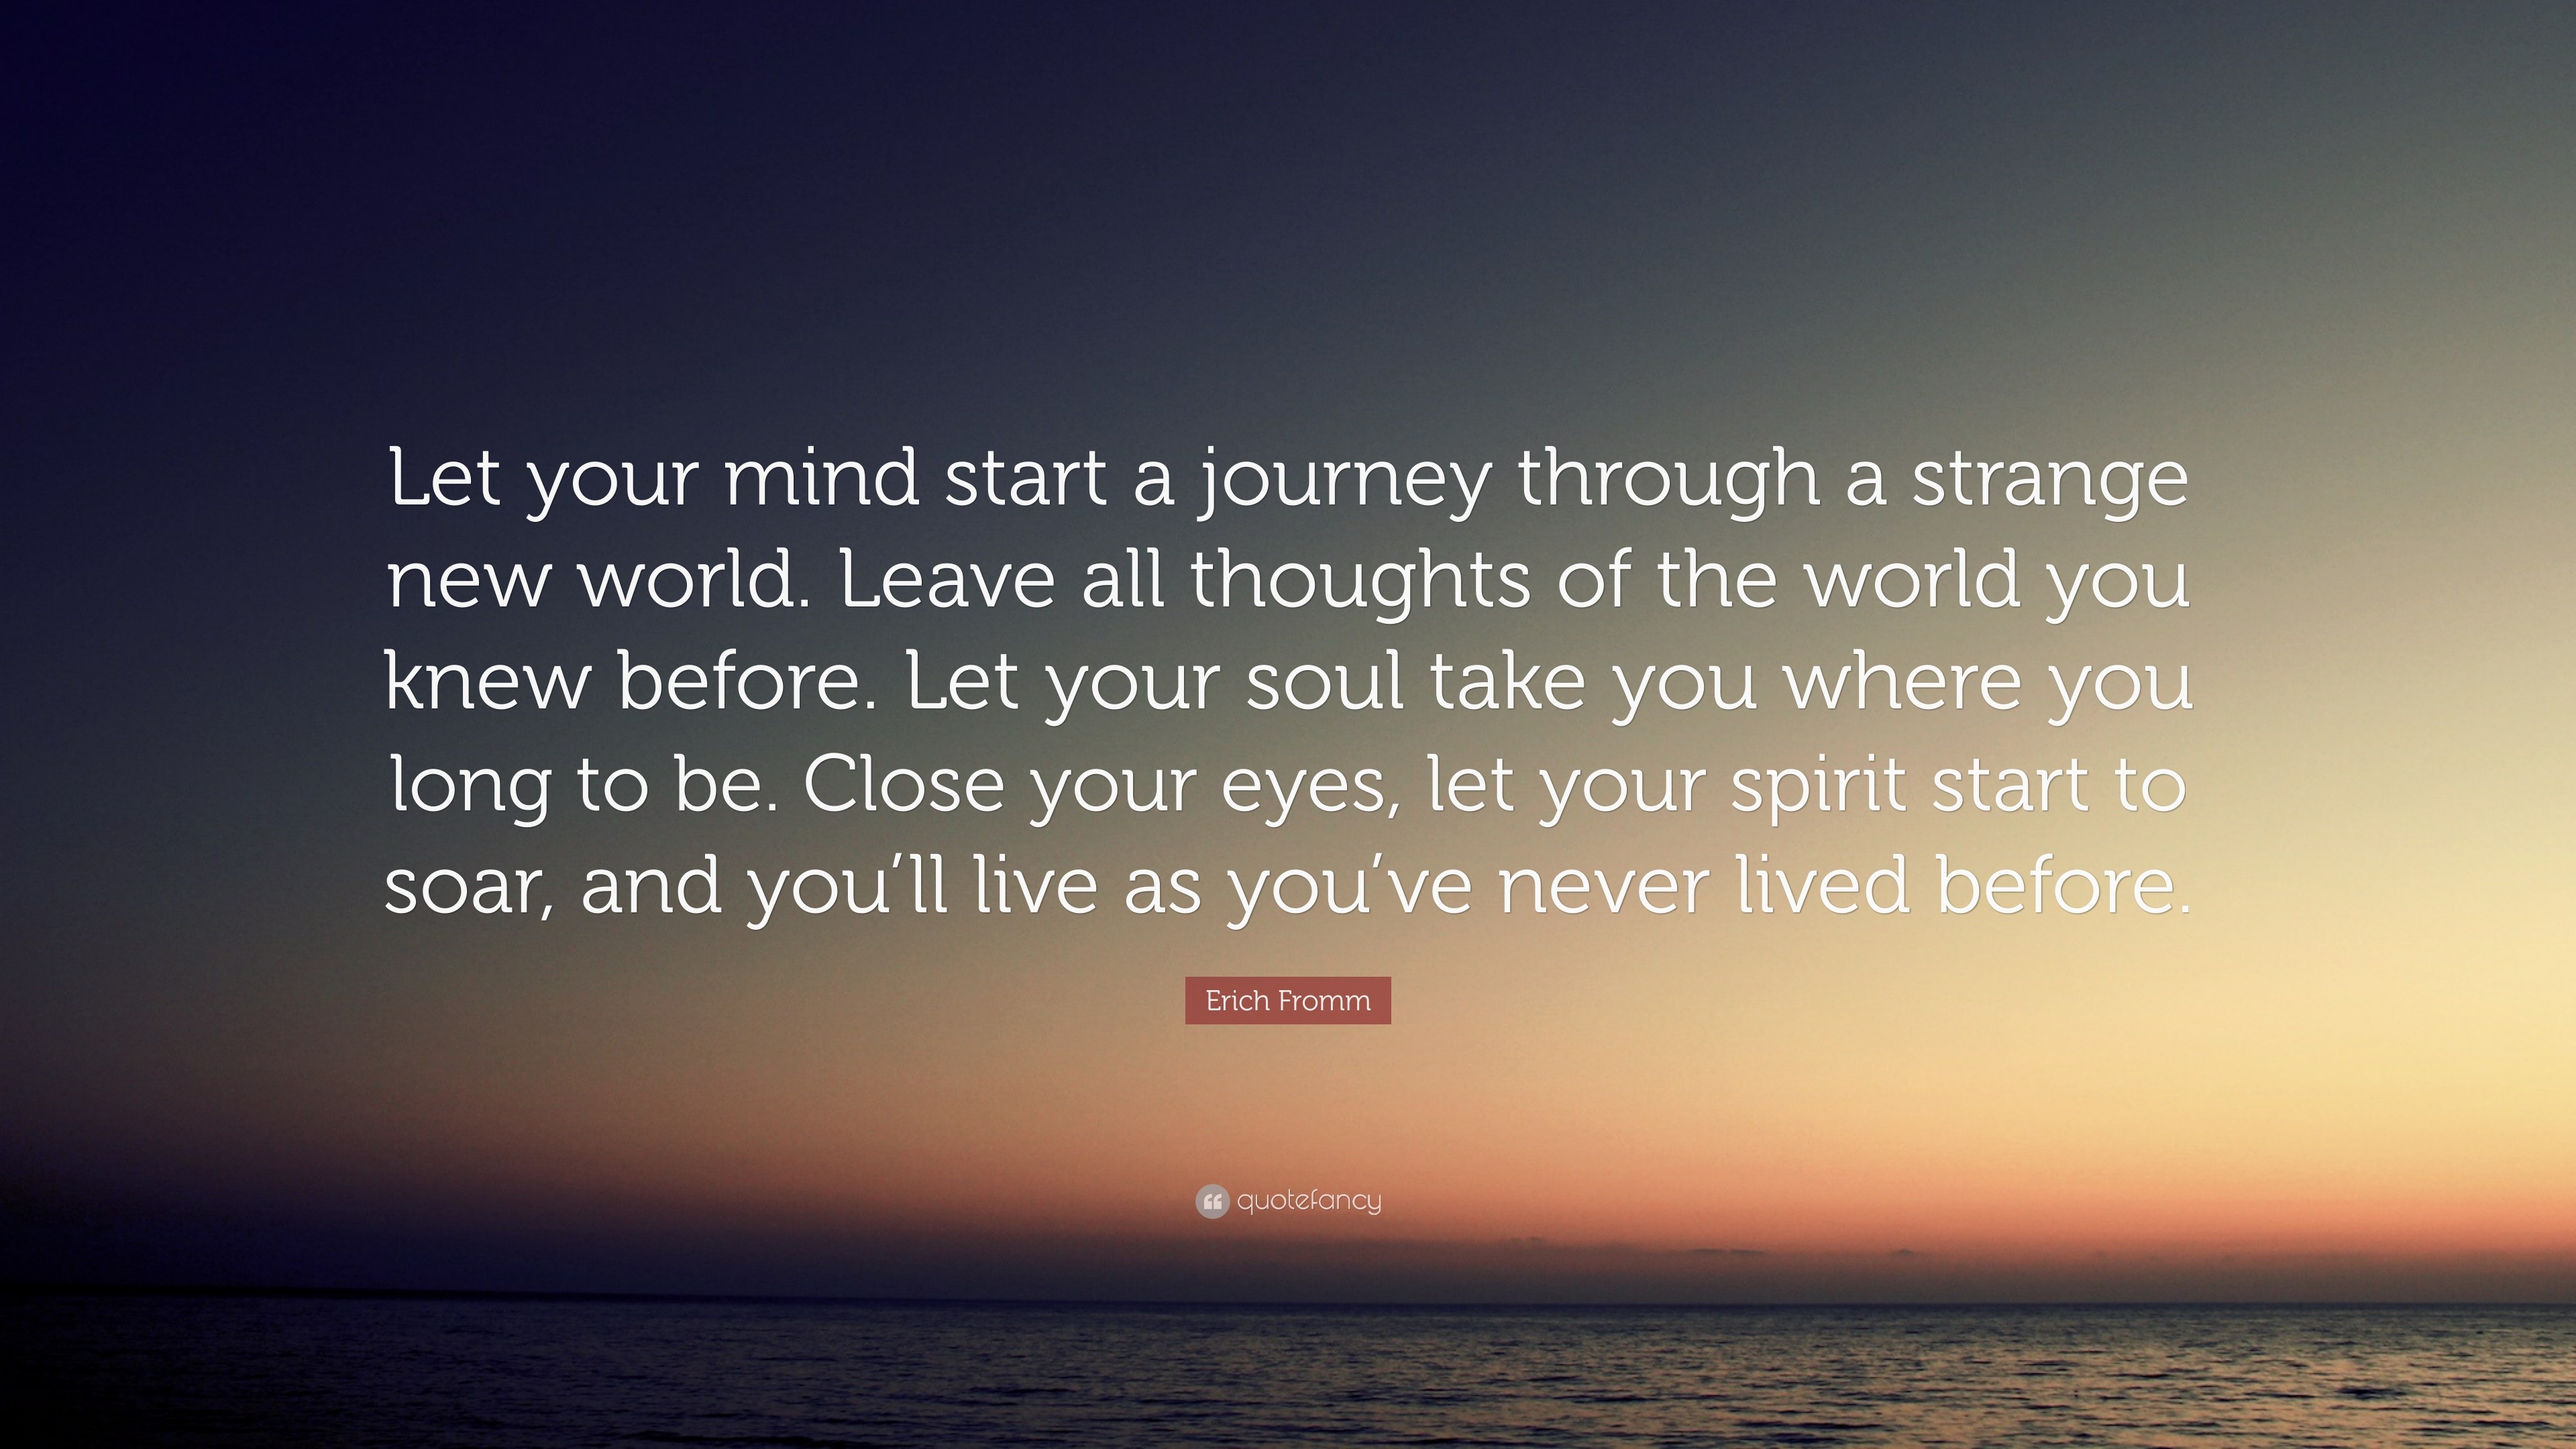 Let your mind start a journey through a strange
new world. Leave all thoughts of the world you
knew before. Let your soul take you where you
long to be. Close your eyes, let your spirit start to
soar, and you’ll live as you’ve never lived before.
Erich Fromm
quotefancy